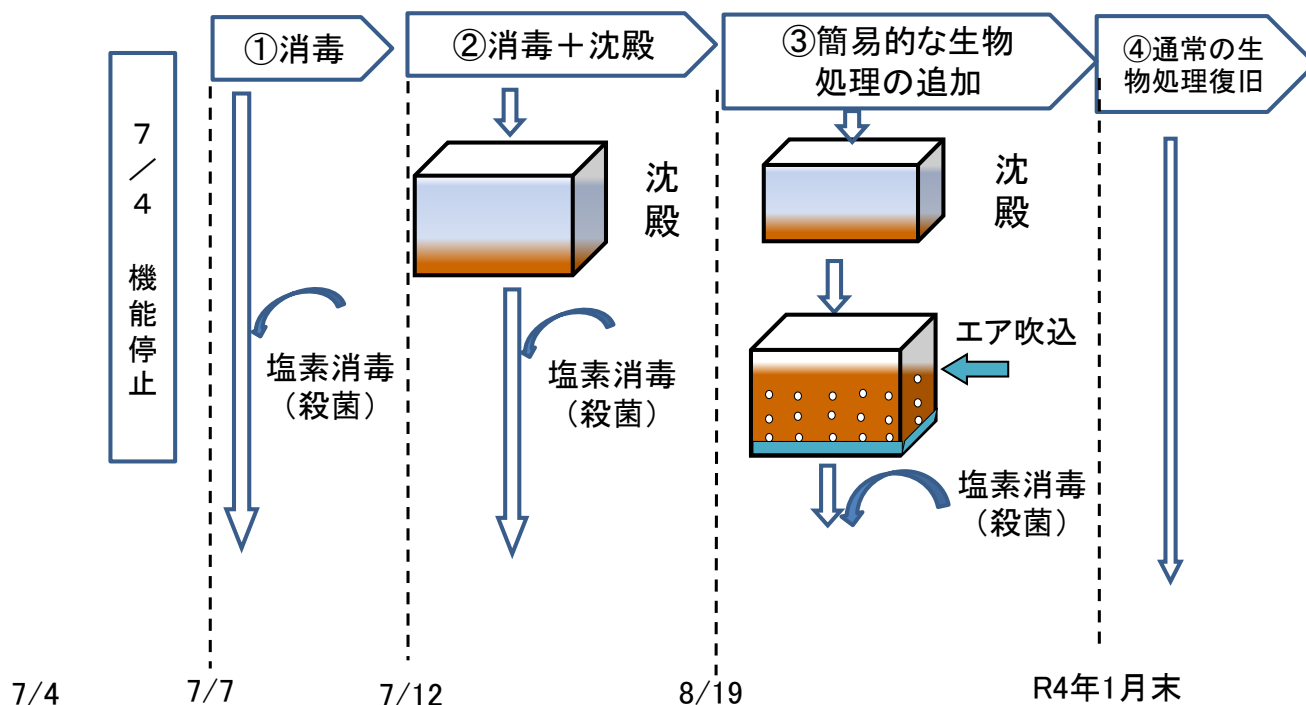 ①消毒
②消毒＋沈殿
③簡易的な生物
処理の追加
④通常の生
物処理復旧
7／4 機能停止
沈殿
沈殿
エア吹込
塩素消毒
（殺菌）
塩素消毒
（殺菌）
塩素消毒
（殺菌）
7/4
7/7
7/12
8/19
R4年1月末